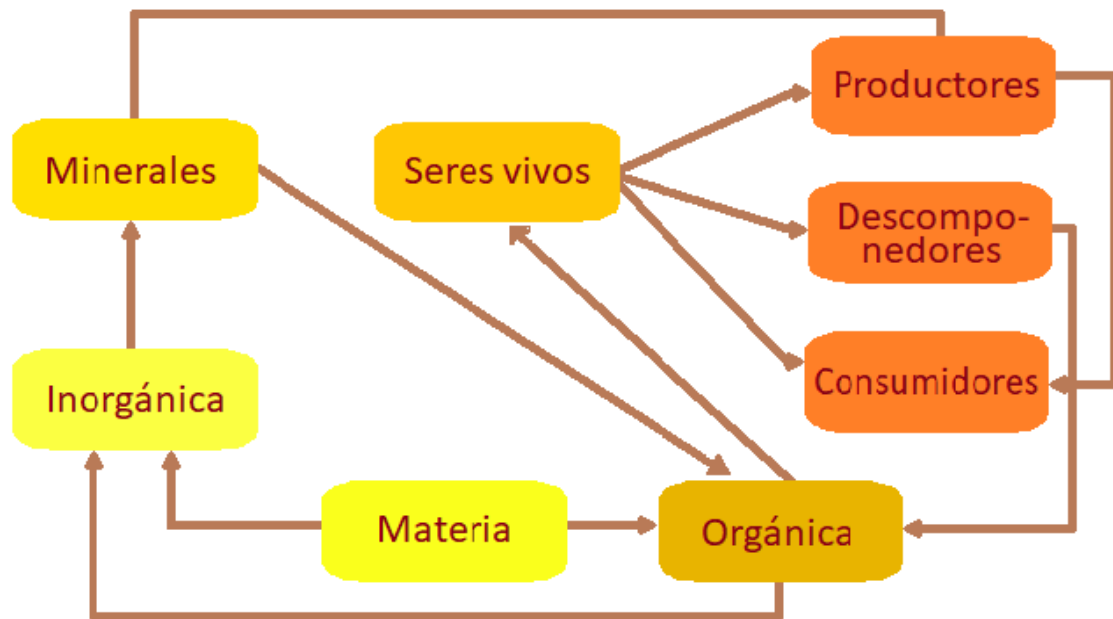 Productores
Minerales
Seres vivos
Descompo-
nedores
Consumidores
Inorgánica
Materia
Orgánica